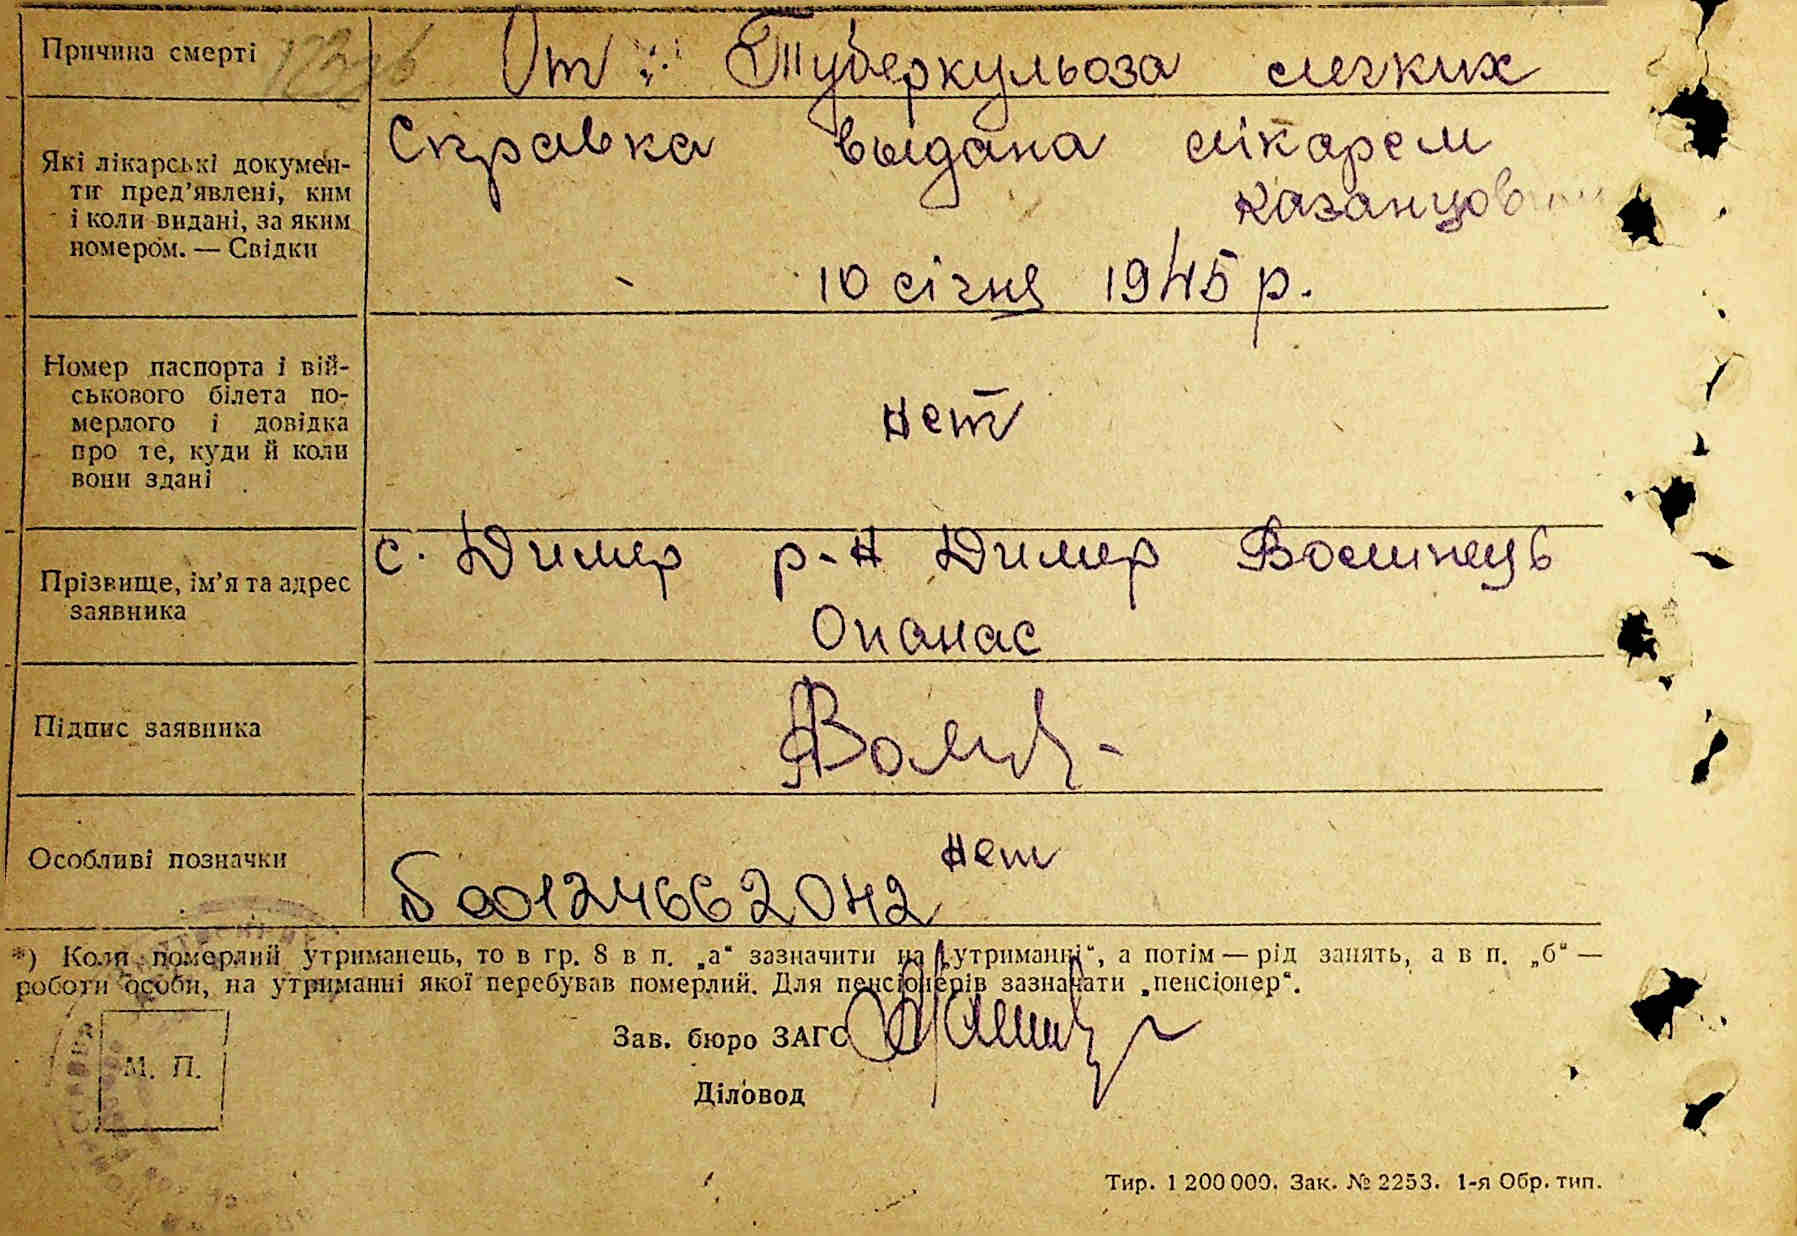 Причина смерті От: Туберкульоза легких
Які лікарські докумен-
ти пред'явлені, ким
і коли видані, за яким
номером. — Свідки
Справка выдана лікарем
10 січня 1945 р.
Номер паспорта і вій-
ськового білета по-
мерлого і довідка
про те, куди й коли
вони здані
нет
Прізвище, ім'я та адрес
заявника
с. Димер р-н Димер Волинець
Опанас
Підпис заявника
Особливі позначки
нет
Б 00124662042
*) Коли померлий утриманець, то в гр. 8 в п. „а“ зазначити на „утриманні“, а потім — рід занять, а в п. „б“ —
роботи особи, на утриманні якої перебував померлий. Для пенсіонерів зазначати „пенсіонер“.
Зав. бюро ЗАГС
М. П.
Діловод
Тир. 1 200 000. Зак. № 2253. 1-я Обр. тип.